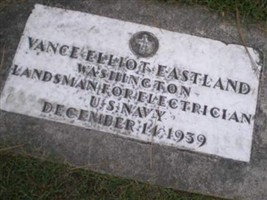 VANCE ELLIOT EASTLAND
WASHINGTON
LANDSMAN FOR ELECTRICIAN
U.S. NAVY
DECEMBER 14, 1939